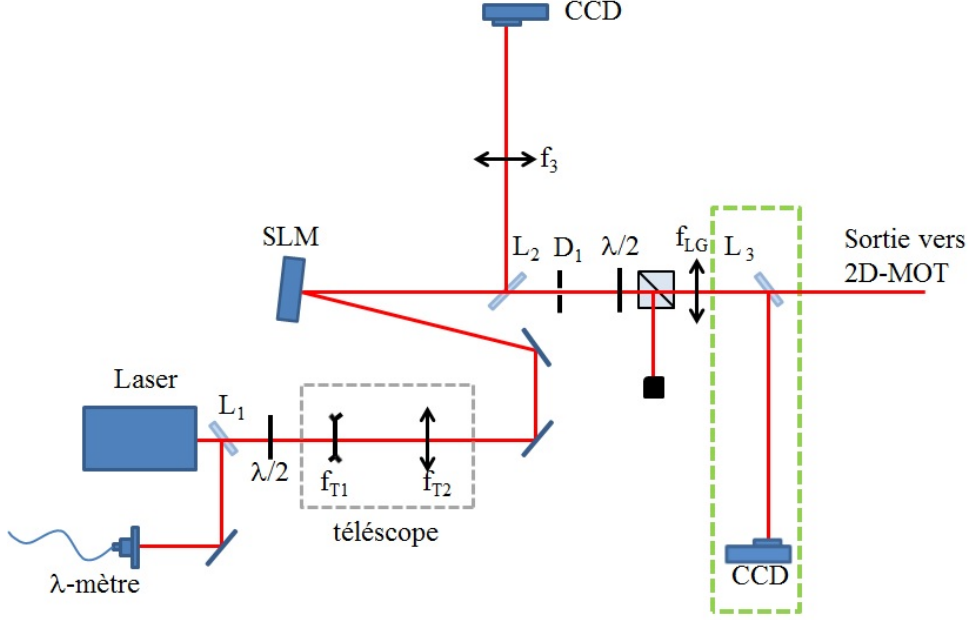 CCD
f3
SLM
L2
D1
λ/2
fLG
L3
Sortie vers
2D-MOT
Laser
L1
λ/2
fT1
fT2
téléscope
λ-mètre
CCD